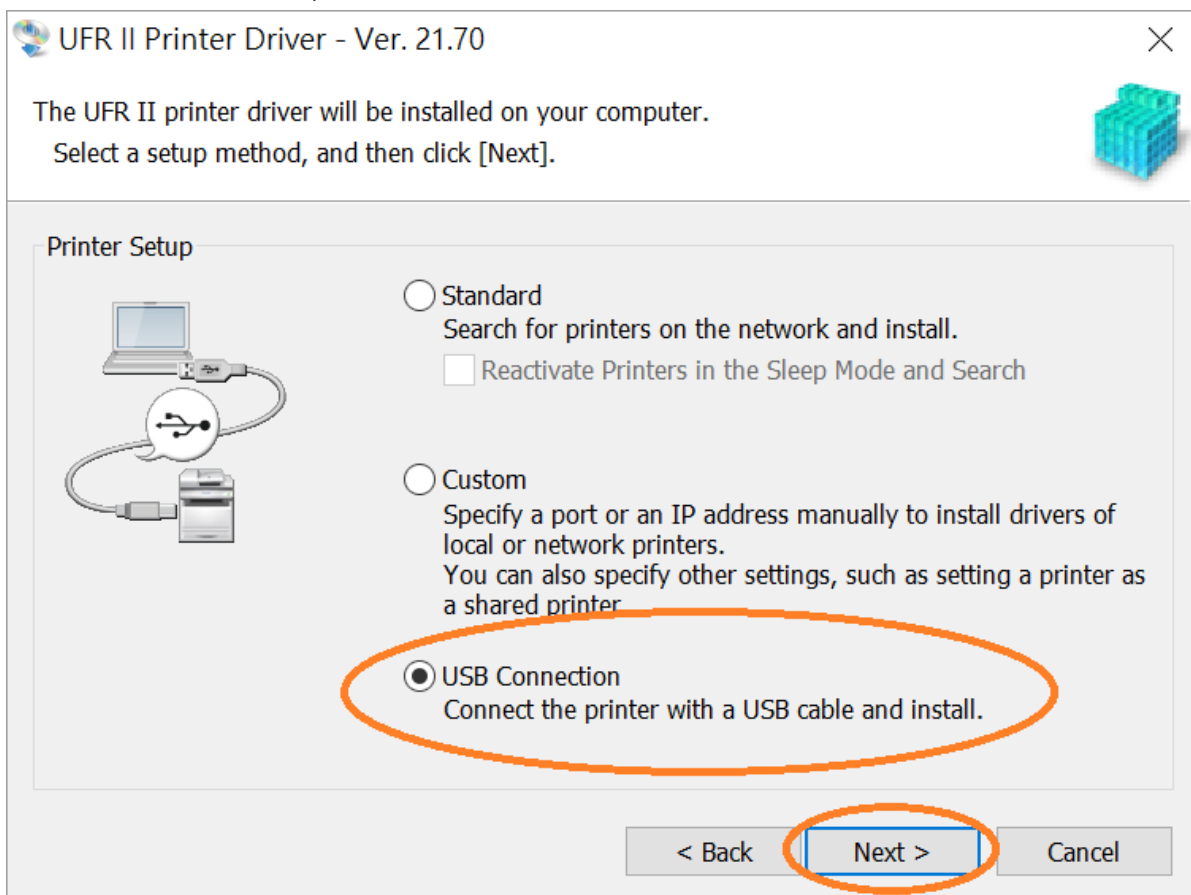 UFR II Printer Driver - Ver. 21.70
The UFR II printer driver will be installed on your computer.
Select a setup method, and then click [Next].
Printer Setup
Standard
Search for printers on the network and install.
Reactivate Printers in the Sleep Mode and Search
Custom
Specify a port or an IP address manually to install drivers of
local or network printers.
You can also specify other settings, such as setting a printer as
a shared printer
USB Connection
Connect the printer with a USB cable and install.
< Back
Next >
Cancel